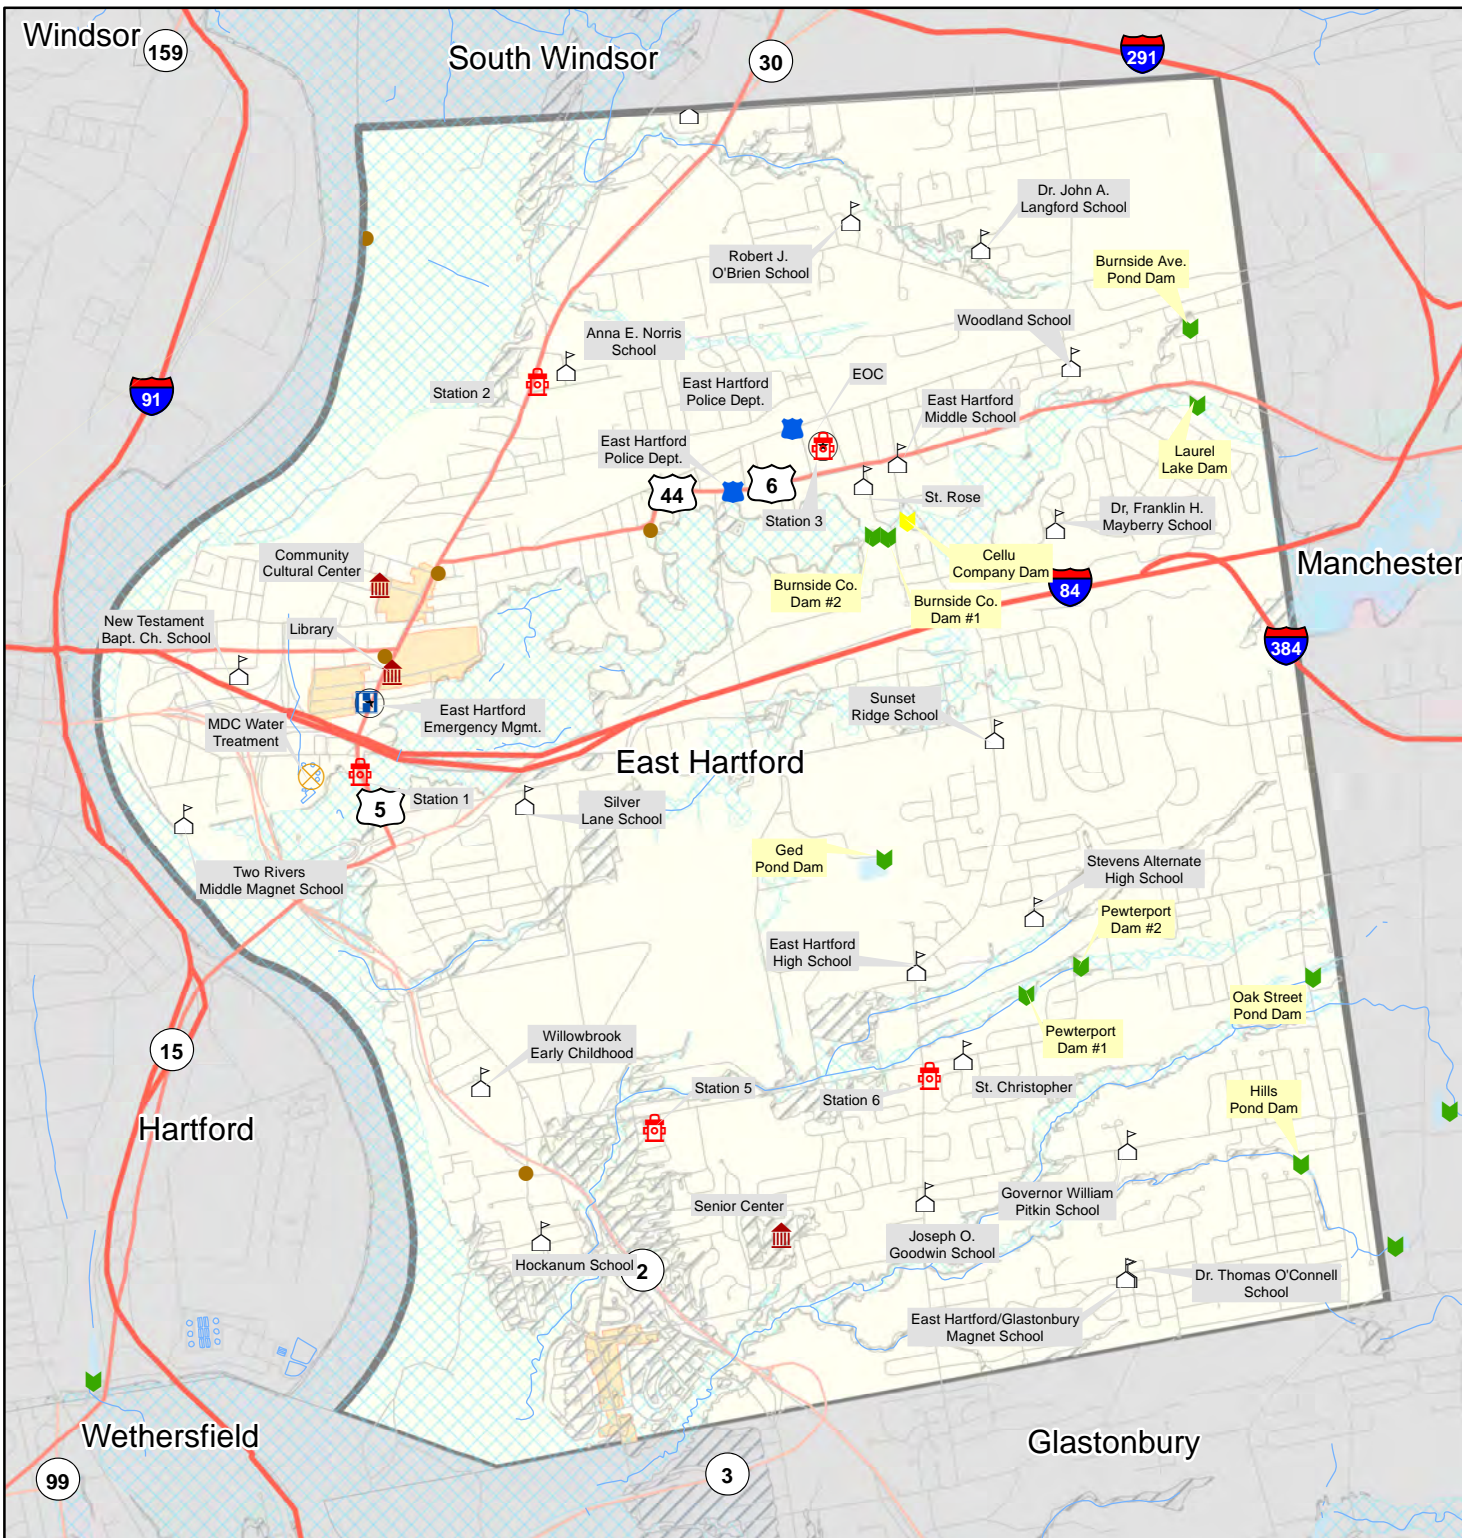 Windsor
159
South Windsor
30
291
Dr. John A.
Langford School
Robert J.
O'Brien School
Burnside Ave.
Pond Dam
Anna E. Norris
School
Woodland School
Station 2
East Hartford
Police Dept.
EOC
East Hartford
Middle School
91
East Hartford
Police Dept.
44
6
Station 3
St. Rose
Laurel
Lake Dam
Dr, Franklin H.
Mayberry School
Community
Cultural Center
Cellu
Company Dam
Manchester
Burnside Co.
Dam #2
84
Burnside Co.
Dam #1
New Testament
Bapt. Ch. School
Library
384
MDC Water
Treatment
East Hartford
Emergency Mgmt.
H
Sunset
Ridge School
East Hartford
5
Station 1
Silver
Lane School
Two Rivers
Middle Magnet School
Ged
Pond Dam
Stevens Alternate
High School
Pewterport
Dam #2
East Hartford
High School
Oak Street
Pond Dam
15
Willowbrook
Early Childhood
Pewterport
Dam #1
Station 5
Station 6
St. Christopher
Hills
Pond Dam
Hartford
Senior Center
Governor William
Pitkin School
Joseph O.
Goodwin School
Hockanum School
2
Dr. Thomas O'Connell
School
East Hartford/Glastonbury
Magnet School
Wethersfield
Glastonbury
99
3